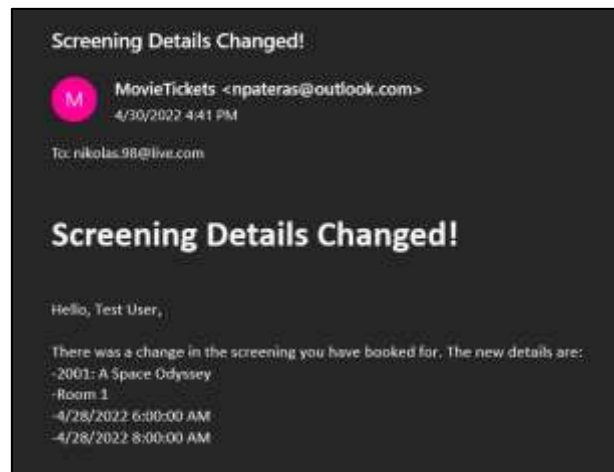 Screening Details Changed!
M
MovieTickets <npateras@outlook.com>
4/30/2022 4:41 PM
To: nikolas.98@live.com
Screening Details Changed!
Hello, Test User,
There was a change in the screening you have booked for. The new details are:
-2001: A Space Odyssey
-Room 1
-4/28/2022 6:00:00 AM
-4/28/2022 8:00:00 AM